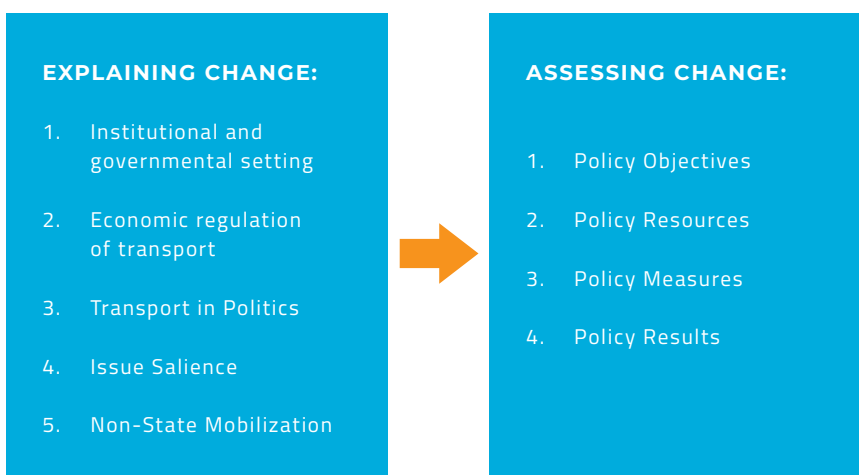 EXPLAINING CHANGE:
1. Institutional and
governmental setting
2. Economic regulation
of transport
3. Transport in Politics
4. Issue Salience
5. Non-State Mobilization
ASSESSING CHANGE:
1. Policy Objectives
2. Policy Resources
3. Policy Measures
4. Policy Results